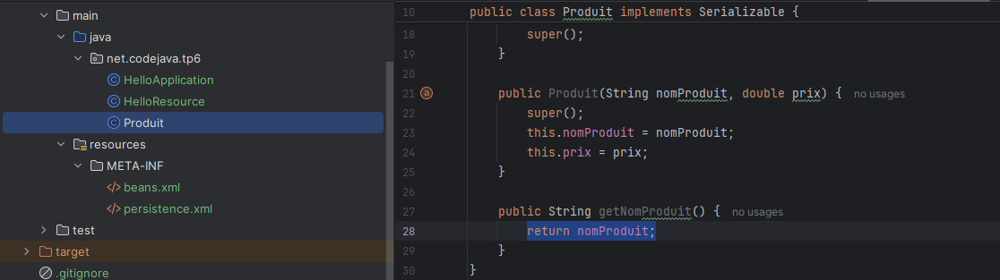 main
java
net.codejava.tp6
HelloApplication
HelloResource
Produit
resources
META-INF
beans.xml
persistence.xml
test
target
.gitignore
10 public class Produit implements Serializable {
18 super();
19 }
20
21 public Produit(String nomProduit, double prix) { no usages
22 super();
23 this.nomProduit = nomProduit;
24 this.prix = prix;
25 }
26
27 public String getNomProduit() { no usages
28 return nomProduit;
29 }
30 }